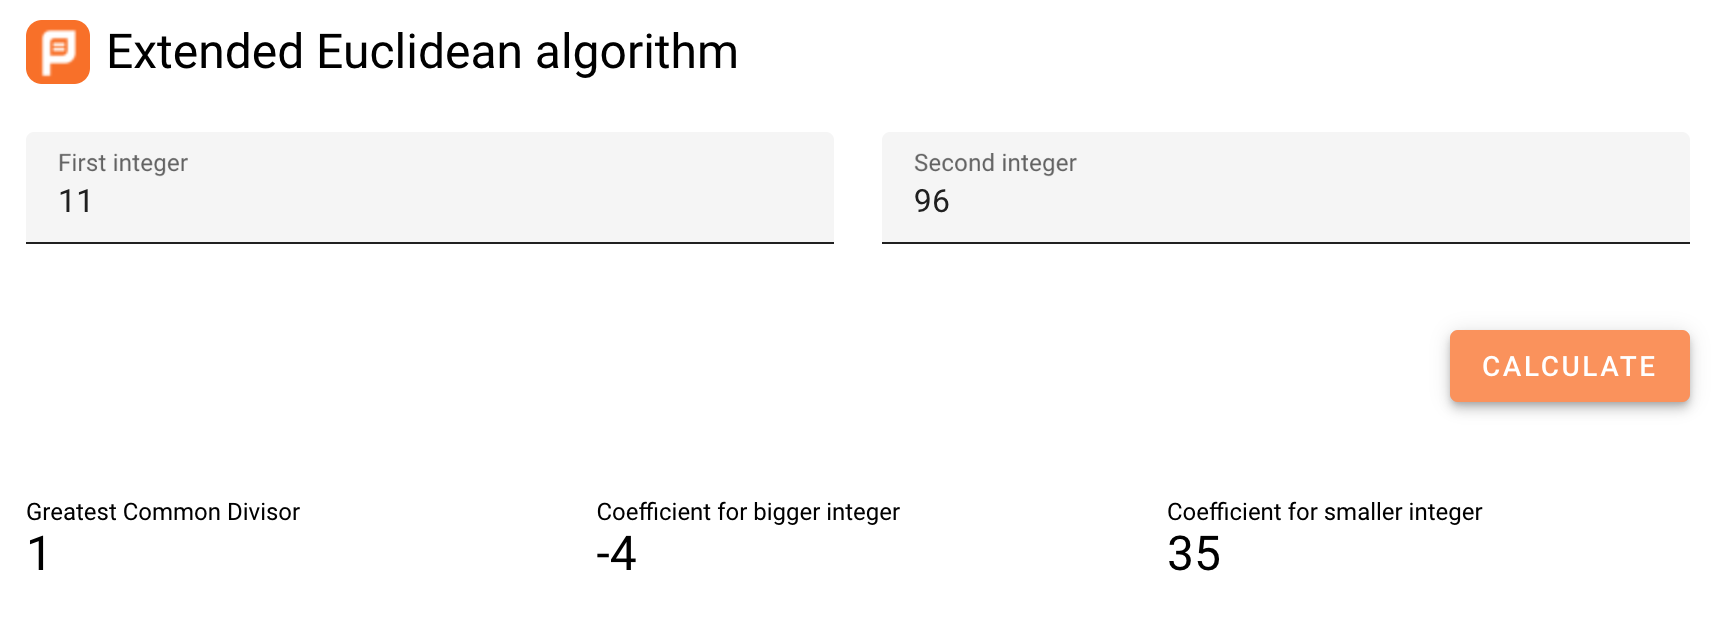 Extended Euclidean algorithm
First integer
11
Second integer
96
CALCULATE
Greatest Common Divisor
1
Coefficient for bigger integer
-4
Coefficient for smaller integer
35